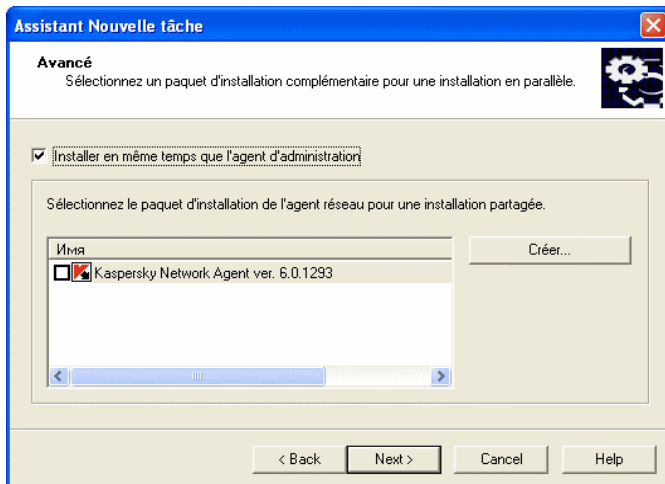 Assistant Nouvelle tâche
Avancé
Sélectionnez un paquet d'installation complémentaire pour une installation en parallèle.
Installer en même temps que l'agent d'administration
Sélectionnez le paquet d'installation de l'agent réseau pour une installation partagée.
Имя
Créer...
Kaspersky Network Agent ver. 6.0.1293
< Back
Next >
Cancel
Help